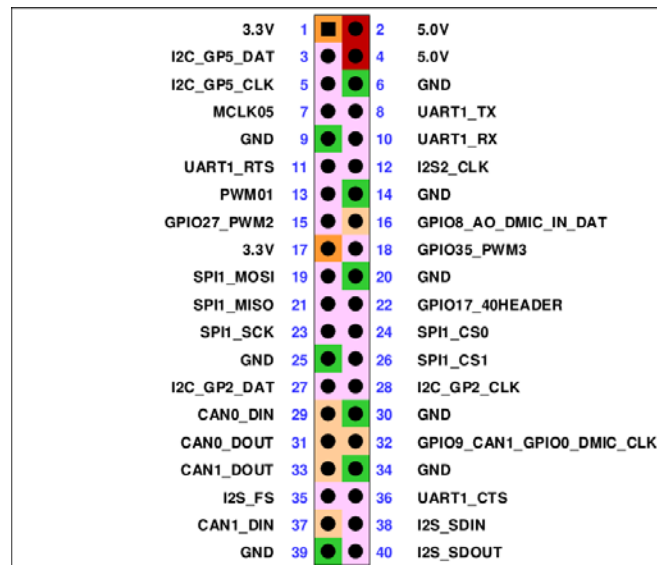 3.3V 1 2 5.0V
I2C_GP5_DAT 3 4 5.0V
I2C_GP5_CLK 5 6 GND
MCLK05 7 8 UART1_TX
GND 9 10 UART1_RX
UART1_RTS 11 12 I2S2_CLK
PWM01 13 14 GND
GPIO27_PWM2 15 16 GPIO8_AO_DMIC_IN_DAT
3.3V 17 18 GPIO35_PWM3
SPI1_MOSI 19 20 GND
SPI1_MISO 21 22 GPIO17_40HEADER
SPI1_SCK 23 24 SPI1_CS0
GND 25 26 SPI1_CS1
I2C_GP2_DAT 27 28 I2C_GP2_CLK
CAN0_DIN 29 30 GND
CAN0_DOUT 31 32 GPIO9_CAN1_GPIO0_DMIC_CLK
CAN1_DOUT 33 34 GND
I2S_FS 35 36 UART1_CTS
CAN1_DIN 37 38 I2S_SDIN
GND 39 40 I2S_SDOUT